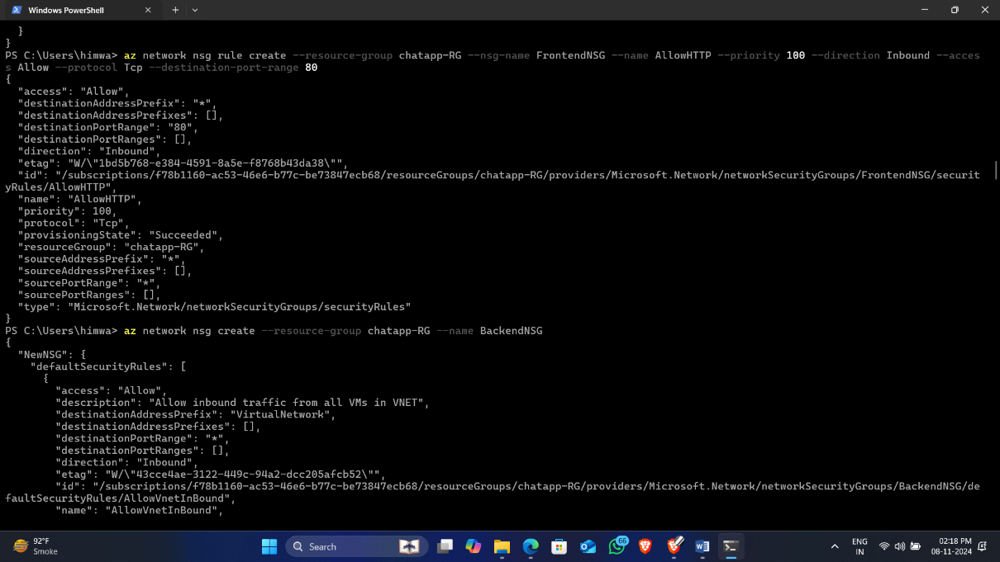 Windows PowerShell
  }
}
PS C:\Users\himwa> az network nsg rule create --resource-group chatapp-RG --nsg-name FrontendNSG --name AllowHTTP --priority 100 --direction Inbound --acces
s Allow --protocol Tcp --destination-port-range 80
{
  "access": "Allow",
  "destinationAddressPrefix": "*",
  "destinationAddressPrefixes": [],
  "destinationPortRange": "80",
  "destinationPortRanges": [],
  "direction": "Inbound",
  "etag": "W/\"1bd5b768-e384-4591-8a5e-f8768b43da38\"",
  "id": "/subscriptions/f78b1160-ac53-46e6-b77c-be73847ecb68/resourceGroups/chatapp-RG/providers/Microsoft.Network/networkSecurityGroups/FrontendNSG/securit
yRules/AllowHTTP",
  "name": "AllowHTTP",
  "priority": 100,
  "protocol": "Tcp",
  "provisioningState": "Succeeded",
  "resourceGroup": "chatapp-RG",
  "sourceAddressPrefix": "*",
  "sourceAddressPrefixes": [],
  "sourcePortRange": "*",
  "sourcePortRanges": [],
  "type": "Microsoft.Network/networkSecurityGroups/securityRules"
}
PS C:\Users\himwa> az network nsg create --resource-group chatapp-RG --name BackendNSG
{
  "NewNSG": {
    "defaultSecurityRules": [
      {
        "access": "Allow",
        "description": "Allow inbound traffic from all VMs in VNET",
        "destinationAddressPrefix": "VirtualNetwork",
        "destinationAddressPrefixes": [],
        "destinationPortRange": "*",
        "destinationPortRanges": [],
        "direction": "Inbound",
        "etag": "W/\"43cce4ae-3122-449c-94a2-dcc205afcb52\"",
        "id": "/subscriptions/f78b1160-ac53-46e6-b77c-be73847ecb68/resourceGroups/chatapp-RG/providers/Microsoft.Network/networkSecurityGroups/BackendNSG/de
faultSecurityRules/AllowVnetInBound",
        "name": "AllowVnetInBound",
92°F
Smoke
Search
66
ENG
IN
02:18 PM
08-11-2024